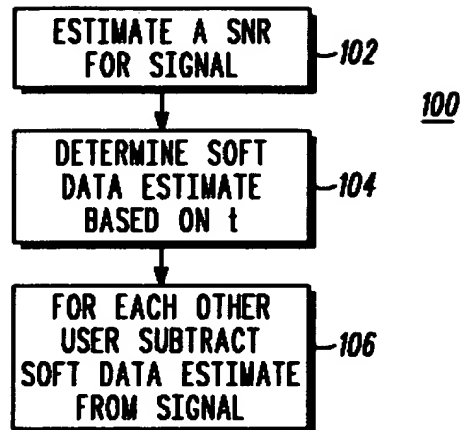 ESTIMATE A SNR
FOR SIGNAL
102
100
DETERMINE SOFT
DATA ESTIMATE
BASED ON t
104
FOR EACH OTHER
USER SUBTRACT
SOFT DATA ESTIMATE
FROM SIGNAL
106